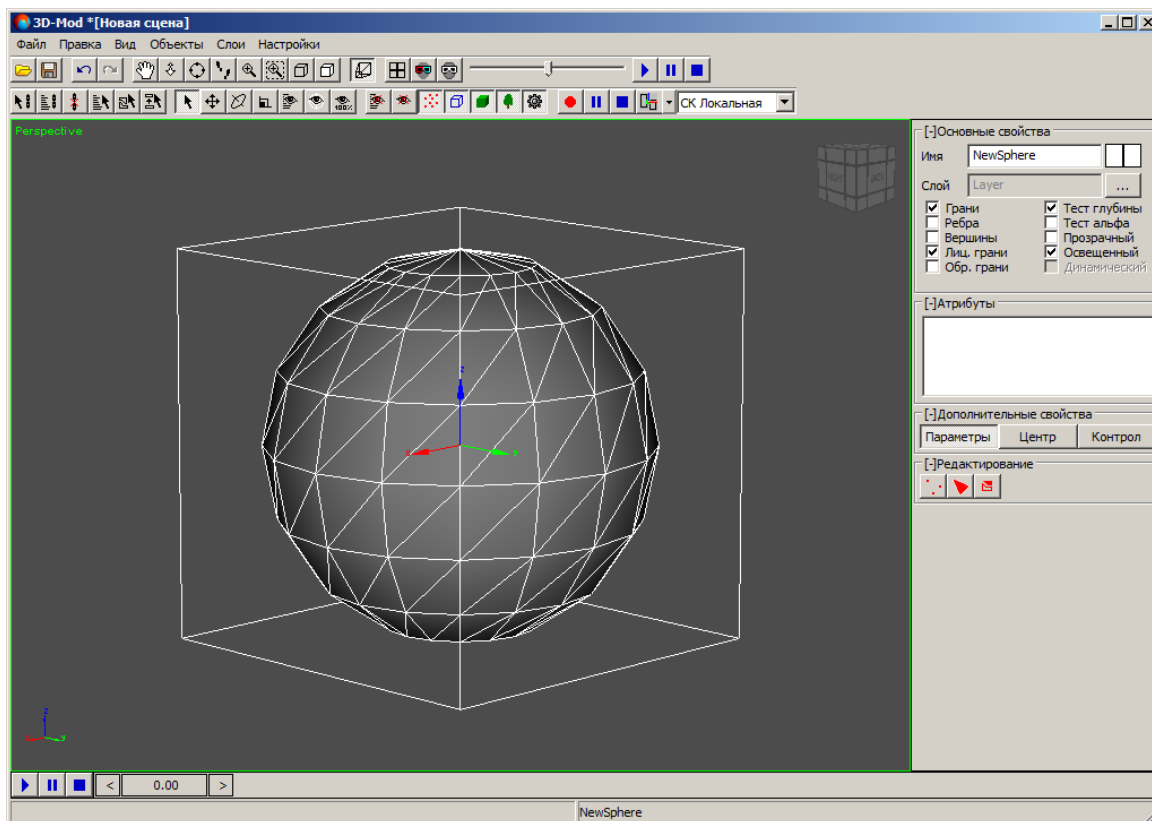 3D-Mod *[Новая сцена]
Файл Правка Вид Объекты Слои Настройки
100%
СК Локальная
Perspective
[-]Основные свойства
Имя NewSphere
Слой Layer ...
Грани Тест глубины
Ребра Тест альфа
Вершины Прозрачный
Лиц. грани Освещенный
Обр. грани Динамический
[-]Атрибуты
z
x y
[-]Дополнительные свойства
Параметры Центр Контрол
[-]Редактирование
z
x y
< 0.00 >
NewSphere